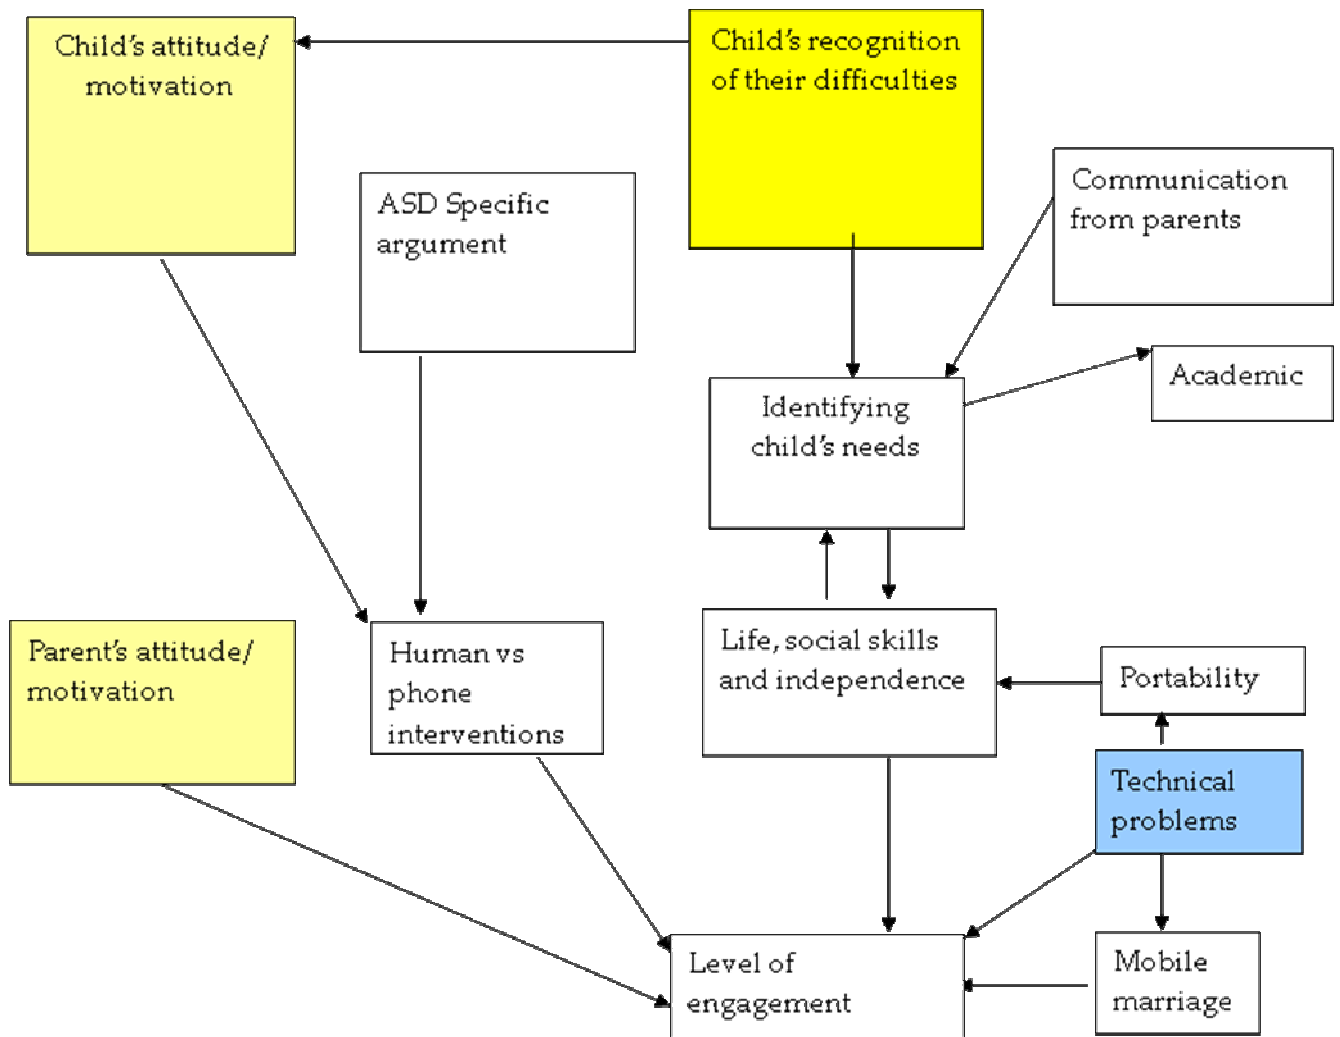 Child's attitude/
motivation
Child's recognition
of their difficulties
ASD Specific
argument
Communication
from parents
Academic
Identifying
child's needs
Parent's attitude/
motivation
Human vs
phone
interventions
Life, social skills
and independence
Portability
Technical
problems
Level of
engagement
Mobile
marriage